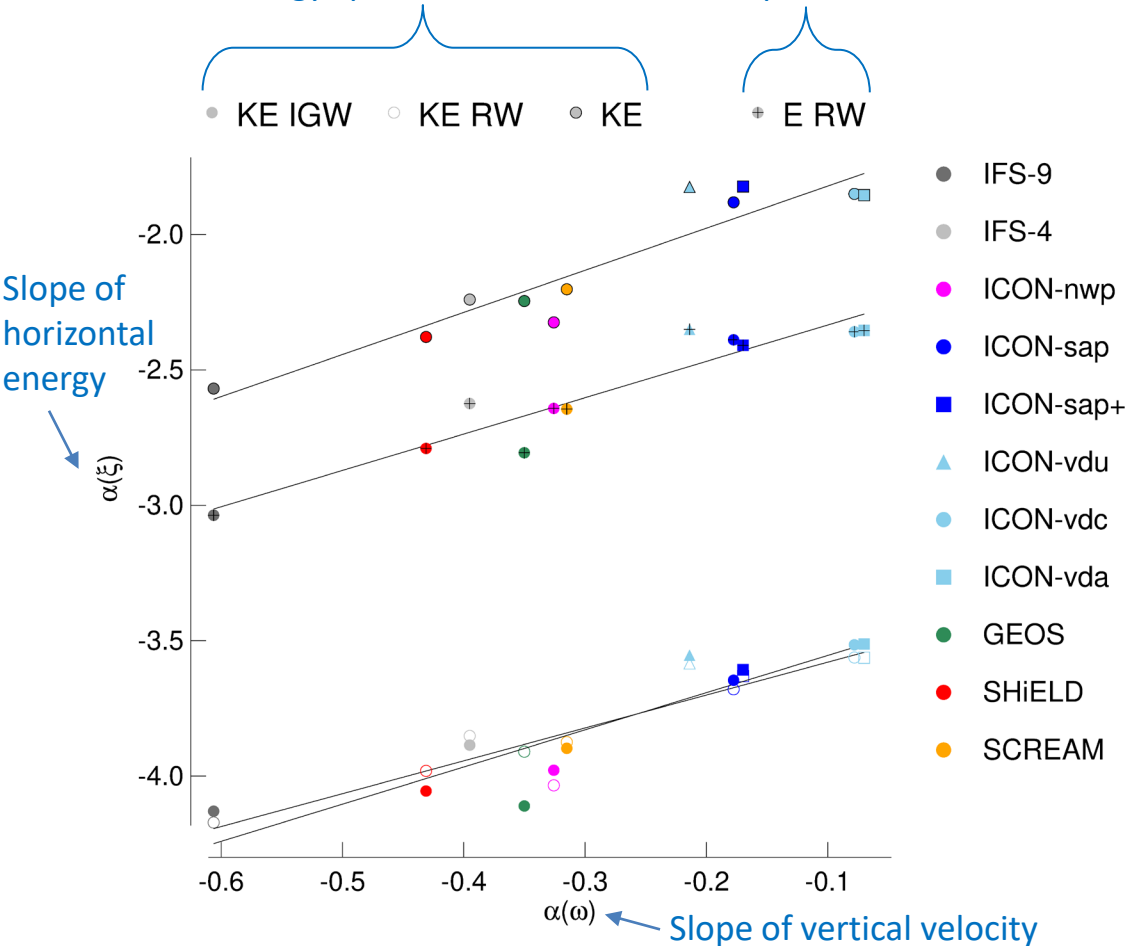 KE IGW KE RW KE E RW
IFS-9
IFS-4
ICON-nwp
ICON-sap
ICON-sap+
ICON-vdu
ICON-vdc
ICON-vda
GEOS
SHiELD
SCREAM
Slope of
horizontal
energy
α(ξ)
-2.0
-2.5
-3.0
-3.5
-4.0
-0.6 -0.5 -0.4 -0.3 -0.2 -0.1
α(ω)
Slope of vertical velocity